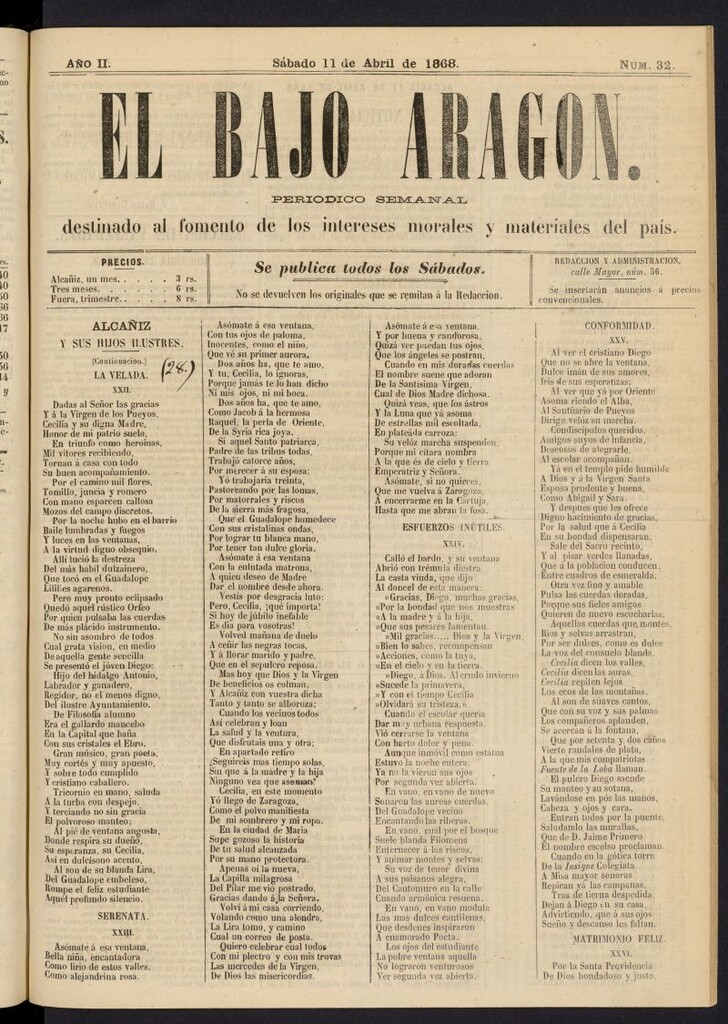 AÑO II.
Sábado 11 de Abril de 1868.
NUM. 32.
EL BAJO ARAGON.
PERIODICO SEMANAL
destinado al fomento de los intereses morales y materiales del país.
PRECIOS.
Alcañiz, un mes. . . . . 3 rs.
Tres meses. . . . . . 6 rs.
Fuera, trimestre. . . . . 8 rs.
Se publica todos los Sábados.
No se devuelven los originales que se remitan á la Redaccion.
REDACCION Y ADMINISTRACION,
calle Mayor, núm. 56.
Se insertarán anuncios á precios
convencionales.
ALCAÑIZ
Y SUS HIJOS ILUSTRES.
(Continuacion.)
(28.)
LA VELADA.
XXII.
Dadas al Señor las gracias
Y á la Virgen de los Pueyos,
Cecilia y su digna Madre,
Honor de mi patrio suelo,
En triunfo como heroinas,
Mil vitores recibiendo,
Tornan á casa con todo
Su buen acompañamiento.
Por el camino mil flores,
Tomillo, juncia y romero
Con mano esparcen callosa
Mozos del campo discretos.
Por la noche hubo en el barrio
Baile lumbradas y fuegos
Y luces en las ventanas,
A la virtud digno obsequio.
Allí lució la destreza
Del más habil dulzainero,
Que tocó en el Guadalope
Lililíes agarenos.
Pero muy pronto eclipsado
Quedó aquel rústico Orfeo
Por quien pulsaba las cuerdas
De más plácido instrumento.
No sin asombro de todos
Cual grata vision, en medio
De aquella gente sencilla
Se presentó el jóven Diego:
Hijo del hidalgo Antonio,
Labrador y ganadero,
Regidor, no el menos digno,
Del ilustre Ayuntamiento.
De Filosofía alumno
Era el gallardo mancebo
En la Capital que baña
Con sus cristales el Ebro.
Gran músico, gran poeta,
Muy cortés y muy apuesto,
Y sobre todo cumplido
Y cristiano caballero.
Tricornio en mano, saluda
A la turba con despejo,
Y terciando no sin gracia
El polvoroso manteo;
Al pié de ventana angosta,
Donde respira su dueño,
Su esperanza, su Cecilia,
Así en dulcísono acento,
Al son de su blanda Lira,
Del Guadalope embeleso,
Rompe el feliz estudiante
Aquel profundo silencio.
SERENATA.
XXIII.
Asómate á esa ventana,
Bella niña, encantadora
Como lirio de estos valles,
Como alejandrina rosa.
Asómate á esa ventana,
Con tus ojos de paloma,
Inocentes, como el niño,
Que vé su primer aurora.
Dos años ha, que te amo,
Y tu, Cecilia, lo ignoras,
Porque jamás te lo han dicho
Ni mis ojos, ni mi boca.
Dos años ha, que te amo,
Como Jacob á la hermosa
Raquel, la perla de Oriente,
De la Syria rica joya.
Si aquel Santo patriarca,
Padre de las tribus todas,
Trabajó catorce años,
Por merecer á su esposa;
Yó trabajaría treinta,
Pastoreando por las lomas,
Por matorrales y riscos
De la sierra más fragosa,
Que el Guadalope humedece
Con sus cristalinas ondas,
Por lograr tu blanca mano,
Por tener tan dulce gloria.
Asómate á esa ventana
Con la enlutada matrona,
A quien deseo de Madre
Dar el nombre desde ahora.
Vestís por desgracia luto:
Pero, Cecilia, ¡qué importa!
Si hoy de júbilo inefable
Es dia para vosotras!
Volved mañana de duelo
A ceñir las negras tocas,
Y á llorar marido y padre,
Que en el sepulcro reposa.
Mas hoy que Dios y la Virgen
De beneficios os colman,
Y Alcañiz con vuestra dicha
Tanto y tanto se alboroza;
Cuando los vecinos todos
Así celebran y loan
La salud y la ventura,
Que disfrutais una y otra;
En apartado retiro
¿Seguireis mas tiempo solas,
Sin que á la madre y la hija
Ninguno vea que asoman?
Cecilia, en este momento
Yó llego de Zaragoza,
Como el polvo manifiesta
De mi sombrero y mi ropa.
En la ciudad de Maria
Supe gozoso la historia
De tu salud alcanzada
Por su mano protectora.
Apenas oí la nueva,
La Capilla milagrosa
Del Pilar me vió postrado,
Gracias dando á la Señora.
Volví á mi casa corriendo,
Volando como una alondra,
La Lira tomo, y camino
Cual un correo de posta.
Quiero celebrar cual todos
Con mi plectro y con mis trovas
Las mercedes de la Virgen,
De Dios las misericordias.
Asómate á esa ventana,
Y por buena y candorosa,
Quizá ver puedan tus ojos,
Que los ángeles se postran,
Cuando en mis doradas cuerdas
El nombre suene que adoran
De la Santísima Virgen,
Cual de Dios Madre dichosa.
Quizá veas, que los ástros
Y la Luna que yá asoma
De estrellas mil escoltada,
En plateada carroza:
Su velóz marcha suspenden,
Porque mi cítara nombra
A la que és de cielo y tierra
Emperatriz y Señora.
Asómate, si no quieres,
Que me vuelva á Zaragoza,
A encerrarme en la Cartuja,
Hasta que me abran la fosa.
ESFUERZOS INÚTILES.
XXIV.
Calló el bardo, y su ventana
Abrió con trémula diestra
La casta viuda, que dijo
Al doncel de esta manera:
»Gracias, Diego, muchas gracias,
»Por la bondad que nos muestras
»A la madre y á la hija,
»Que sus pesares lamentan.
»Mil gracias..... Dios y la Virgen,
»Bien lo sabes, recompensan
»Acciones, como la tuya,
»En el cielo y en la tierra.
»Diego, á Dios. Al crudo invierno
»Sucede la primavera,
»Y con el tiempo Cecilia
»Olvidará su tristeza.»
Cuando el escolar queria
Dar muy urbana respuesta,
Vió cerrarse la ventana
Con harto dolor y pena.
Aunque inmóvil como estátua
Estuvo la noche entera,
Ya no la vieron sus ojos
Por segunda vez abierta.
En vano, en vano de nuevo
Sonaron las aureas cuerdas,
Del Guadalope vecino
Encantando las riberas.
En vano, cual por el bosque
Suele blanda Filomena
Enternecer á los riscos,
Y animar montes y selvas;
Su voz de tenor divina
A sus paisanos alegra,
Del Cantomuro en la calle
Cuando armónica resuena.
En vano, en vano modula
Las mas dulces cantilenas,
Que desdenes inspiraron
A enamorado Poeta.
Los ojos del estudiante
La pobre ventana aquella
No lograron venturosos
Ver segunda vez abierta.
CONFORMIDAD.
XXV.
Al ver el cristiano Diego
Que no se abre la ventana,
Dulce imán de sus amores,
Iris de sus esperanzas;
Al ver que yá por Oriente
Asoma riendo el Alba,
Al Santuario de Pueyos
Dirige velóz su marcha.
Condiscípulos queridos,
Amigos suyos de infancia,
Deseosos de alegrarle,
Al escolar acompañan.
Yá en el templo pide humilde
A Dios y á la Virgen Santa
Esposa prudente y buena,
Como Abigail y Sara.
Y despues que les ofrece
Digno hacimiento de gracias,
Por la salud que á Cecilia
En su bondad dispensaran;
Sale del Sacro recinto,
Y al pisar verdes llanadas,
Que á la poblacion conducen,
Entre cuadros de esmeralda,
Otra vez fino y amable
Pulsa las cuerdas doradas,
Porque sus fieles amigos
Quieren de nuevo escucharlas.
Aquellas cuerdas que montes,
Rios y selvas arrastran,
Por ser dulces, como es dulce
La voz del consuelo blando.
Cecilia dicen los valles,
Cecilia dicen las auras,
Cecilia repiten lejos
Los ecos de las montañas.
Al son de suaves cantos,
Que con su voz y sus palmas
Los compañeros aplauden,
Se acercan á la fontana,
Que por setenta y dos caños
Vierte raudales de plata,
A la que mis compatriotas
Fuente de la Loba llaman.
El pulcro Diego sacude
Su manteo y su sotana,
Lavándose en pós las manos,
Cabeza y ojos y cara.
Entran todos por la puente,
Saludando las murallas,
Que de D. Jaime Primero
El nombre escelso proclaman.
Cuando en la gótica torre
De la Insigne Colegiata
A Misa mayor sonoras
Repican yá las campanas,
Tras de tierna despedida,
Dejan á Diego en su casa,
Advirtiendo, que á sus ojos
Sueño y descanso les faltan.
MATRIMONIO FELIZ.
XXVI.
Por la Santa Providencia
De Dios bondadoso y justo,